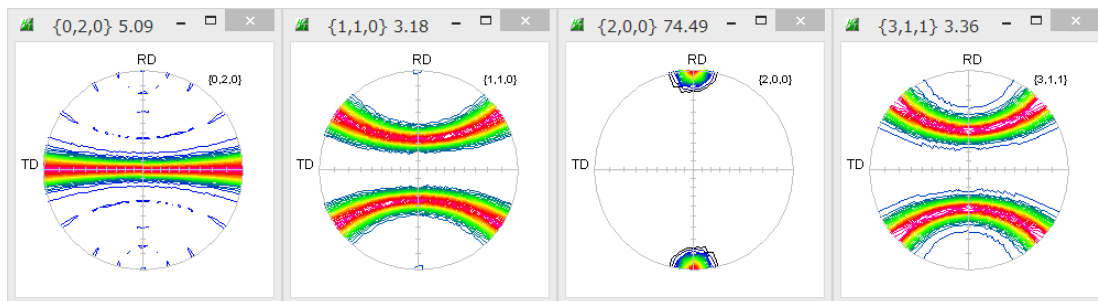 {0,2,0} 5.09
RD
{0,2,0}
TD
{1,1,0} 3.18
RD
{1,1,0}
TD
{2,0,0} 74.49
RD
{2,0,0}
TD
{3,1,1} 3.36
RD
{3,1,1}
TD